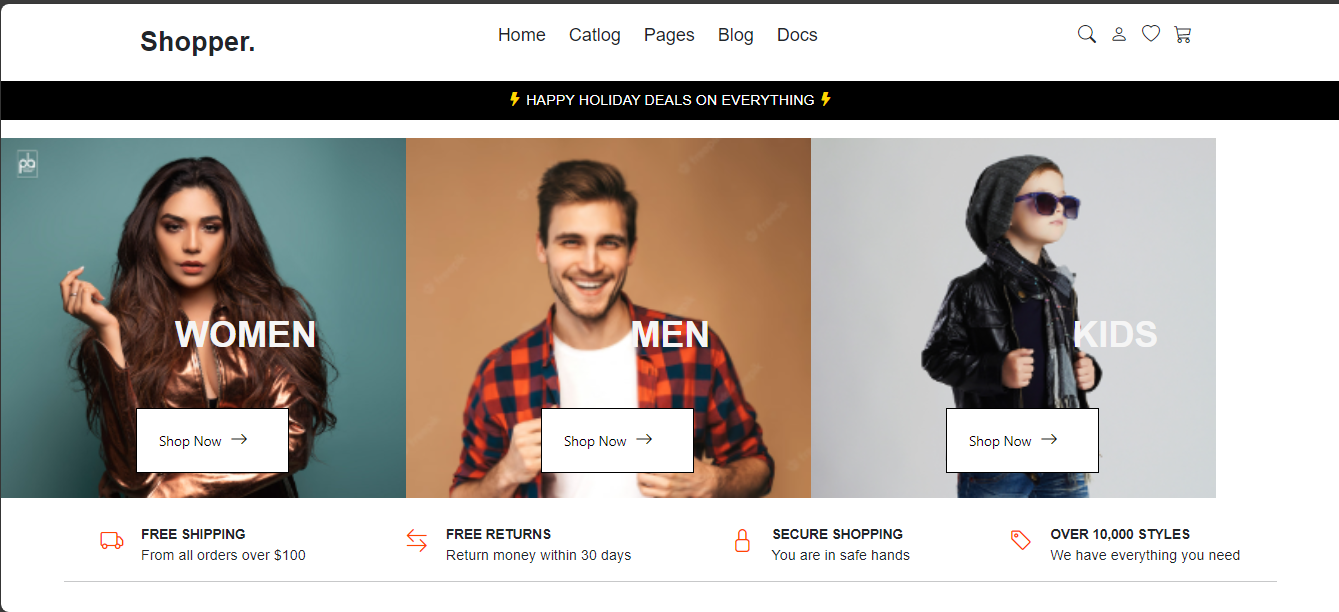 Shopper.
Home Catlog Pages Blog Docs
⚡ HAPPY HOLIDAY DEALS ON EVERYTHING ⚡
pb
WOMEN
MEN
KIDS
Shop Now →
Shop Now →
Shop Now →
FREE SHIPPING
From all orders over $100
FREE RETURNS
Return money within 30 days
SECURE SHOPPING
You are in safe hands
OVER 10,000 STYLES
We have everything you need